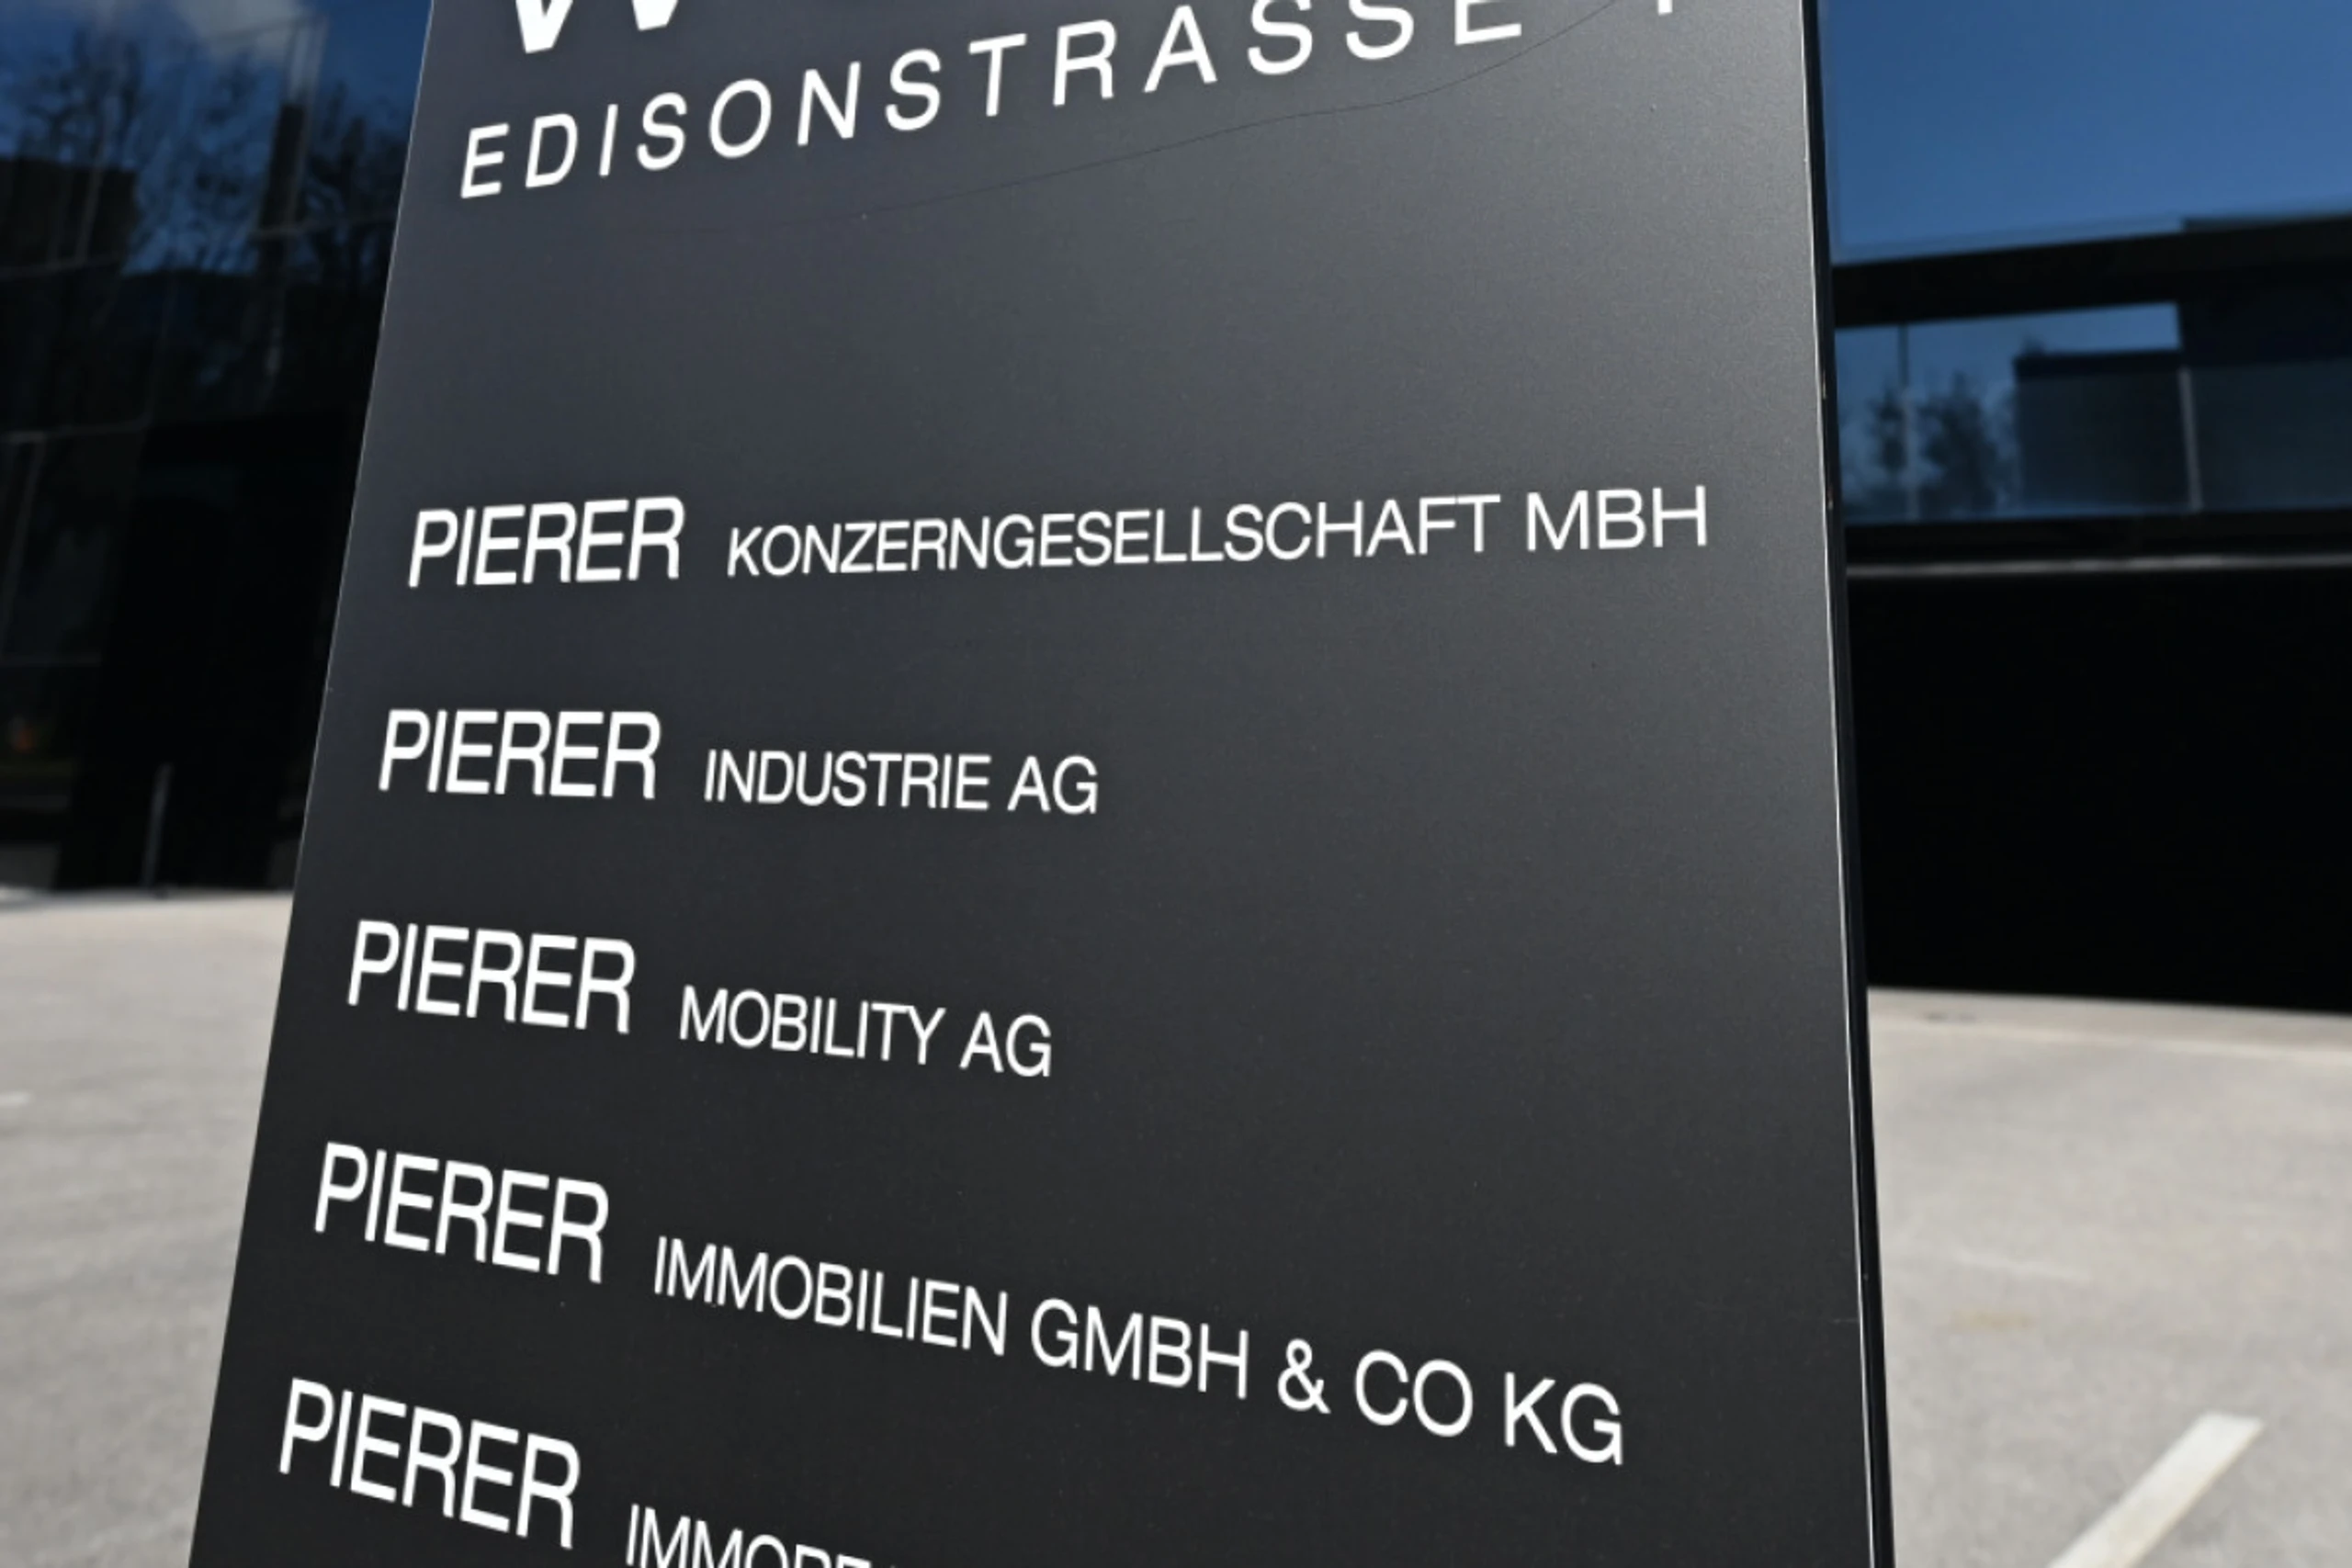 EDISONSTRASSE
PIERER KONZERNGESELLSCHAFT MBH
PIERER INDUSTRIE AG
PIERER MOBILITY AG
PIERER IMMOBILIEN GMBH & CO KG
PIERER